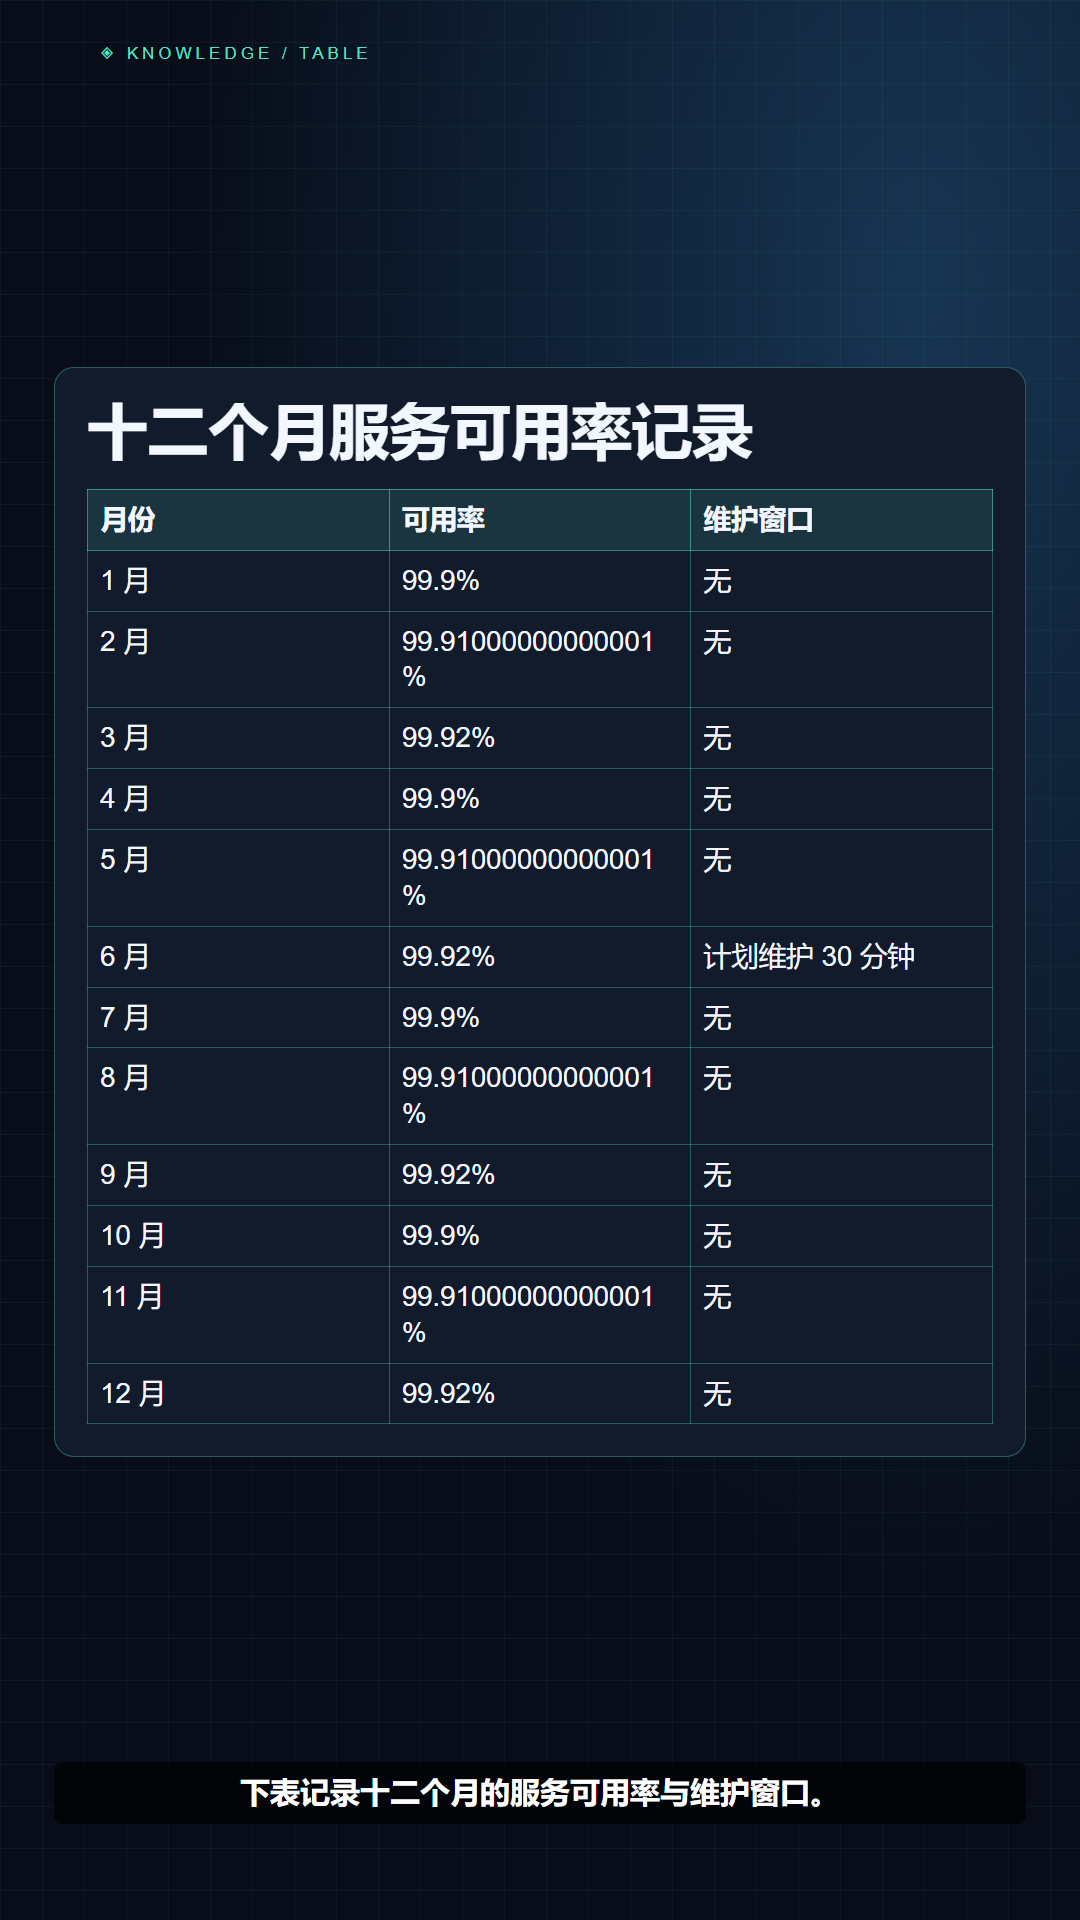 ◈ KNOWLEDGE / TABLE
十二个月服务可用率记录
月份 可用率 维护窗口
1 月 99.9% 无
2 月 99.91000000000001 无
%
3 月 99.92% 无
4 月 99.9% 无
5 月 99.91000000000001 无
%
6 月 99.92% 计划维护 30 分钟
7 月 99.9% 无
8 月 99.91000000000001 无
%
9 月 99.92% 无
10 月 99.9% 无
11 月 99.91000000000001 无
%
12 月 99.92% 无
下表记录十二个月的服务可用率与维护窗口。